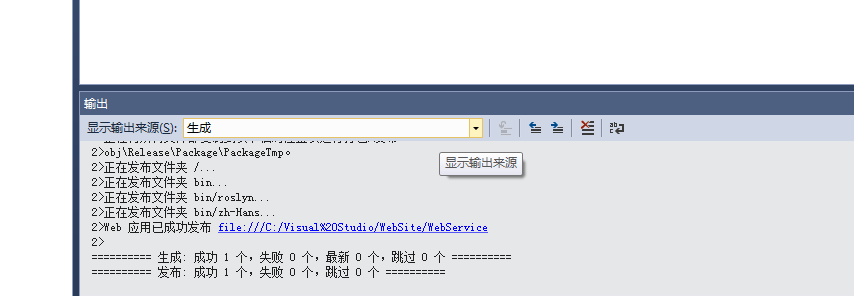 输出
显示输出来源(S): 生成
2>obj\Release\Package\PackageTmp。
显示输出来源
2>正在发布文件夹 /...
2>正在发布文件夹 bin...
2>正在发布文件夹 bin/roslyn...
2>正在发布文件夹 bin/zh-Hans...
2>Web 应用已成功发布 file:///C:/Visual%20Studio/WebSite/WebService
2>
========== 生成: 成功 1 个，失败 0 个，最新 0 个，跳过 0 个 ==========
========== 发布: 成功 1 个，失败 0 个，跳过 0 个 ==========